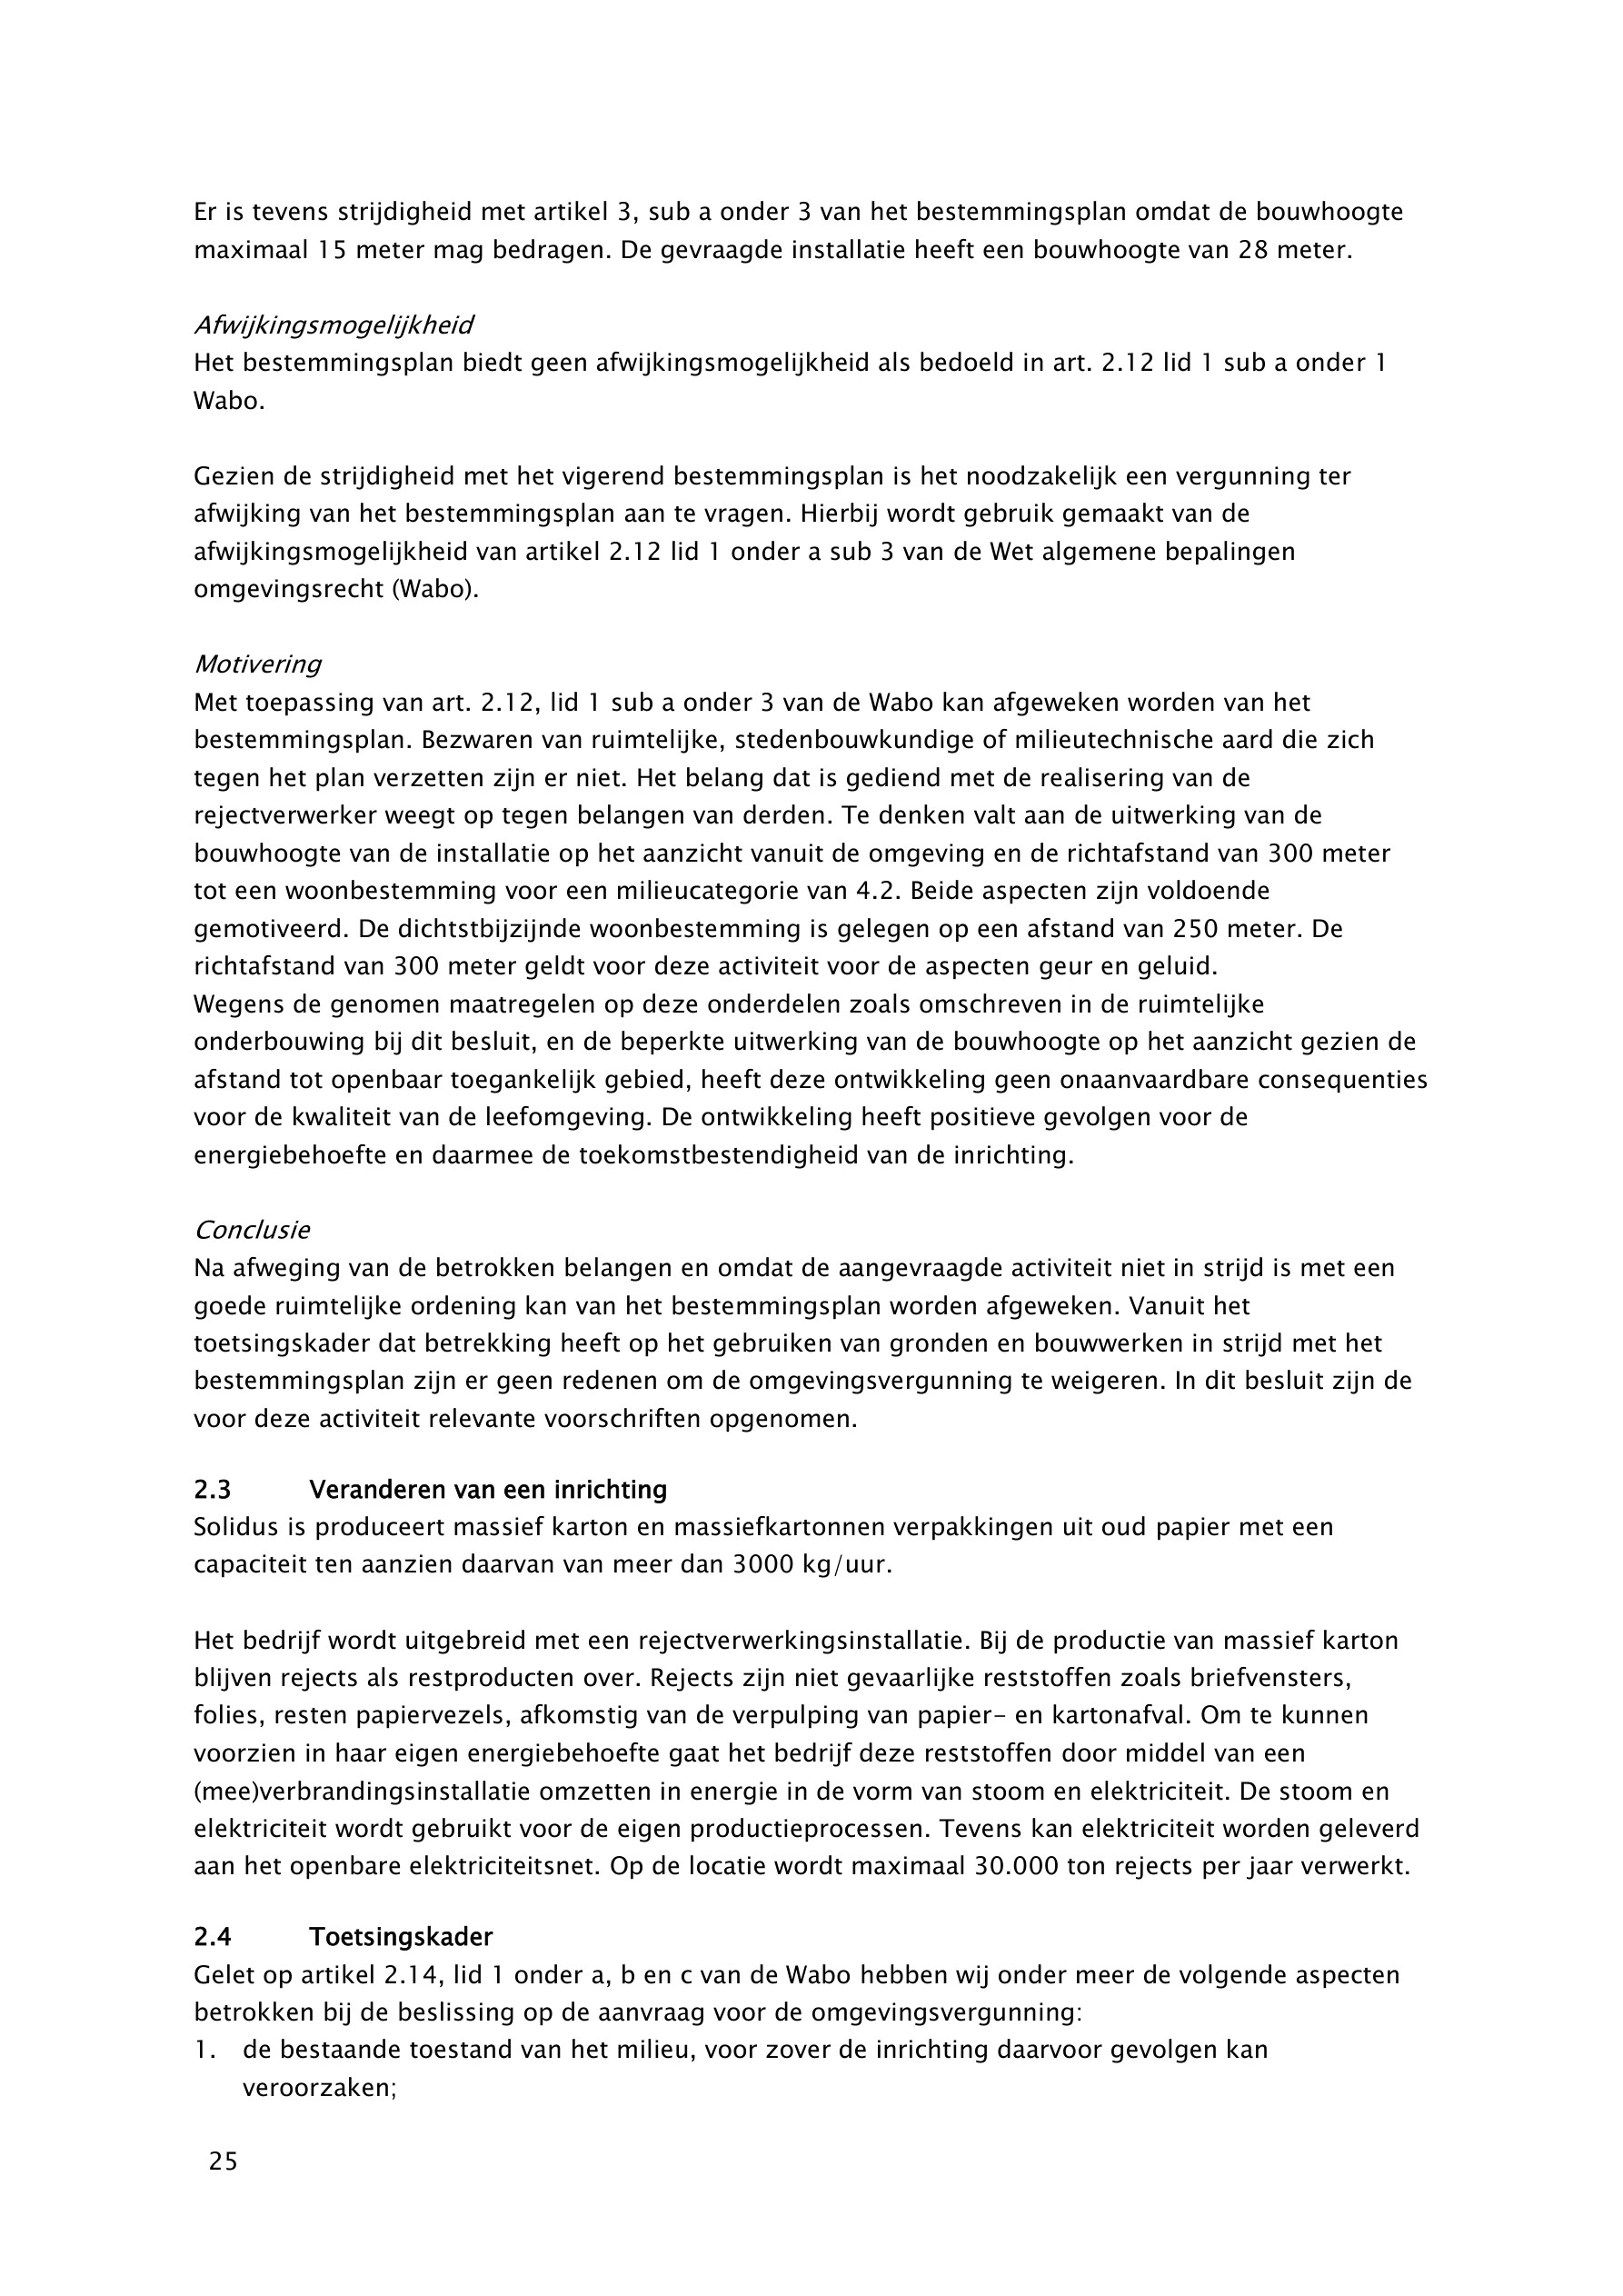 Er is tevens strijdigheid met artikel 3, sub a onder 3 van het bestemmingsplan omdat de bouwhoogte
maximaal 15 meter mag bedragen. De gevraagde installatie heeft een bouwhoogte van 28 meter.
Afwijkingsmogelijkheid
Het bestemmingsplan biedt geen afwijkingsmogelijkheid als bedoeld in art. 2.12 lid 1 sub a onder 1
Wabo.
Gezien de strijdigheid met het vigerend bestemmingsplan is het noodzakelijk een vergunning ter
afwijking van het bestemmingsplan aan te vragen. Hierbij wordt gebruik gemaakt van de
afwijkingsmogelijkheid van artikel 2.12 lid 1 onder a sub 3 van de Wet algemene bepalingen
omgevingsrecht (Wabo).
Motivering
Met toepassing van art. 2.12, lid 1 sub a onder 3 van de Wabo kan afgeweken worden van het
bestemmingsplan. Bezwaren van ruimtelijke, stedenbouwkundige of milieutechnische aard die zich
tegen het plan verzetten zijn er niet. Het belang dat is gediend met de realisering van de
rejectverwerker weegt op tegen belangen van derden. Te denken valt aan de uitwerking van de
bouwhoogte van de installatie op het aanzicht vanuit de omgeving en de richtafstand van 300 meter
tot een woonbestemming voor een milieucategorie van 4.2. Beide aspecten zijn voldoende
gemotiveerd. De dichtstbijzijnde woonbestemming is gelegen op een afstand van 250 meter. De
richtafstand van 300 meter geldt voor deze activiteit voor de aspecten geur en geluid.
Wegens de genomen maatregelen op deze onderdelen zoals omschreven in de ruimtelijke
onderbouwing bij dit besluit, en de beperkte uitwerking van de bouwhoogte op het aanzicht gezien de
afstand tot openbaar toegankelijk gebied, heeft deze ontwikkeling geen onaanvaardbare consequenties
voor de kwaliteit van de leefomgeving. De ontwikkeling heeft positieve gevolgen voor de
energiebehoefte en daarmee de toekomstbestendigheid van de inrichting.
Conclusie
Na afweging van de betrokken belangen en omdat de aangevraagde activiteit niet in strijd is met een
goede ruimtelijke ordening kan van het bestemmingsplan worden afgeweken. Vanuit het
toetsingskader dat betrekking heeft op het gebruiken van gronden en bouwwerken in strijd met het
bestemmingsplan zijn er geen redenen om de omgevingsvergunning te weigeren. In dit besluit zijn de
voor deze activiteit relevante voorschriften opgenomen.
2.3 Veranderen van een inrichting
Solidus is produceert massief karton en massiefkartonnen verpakkingen uit oud papier met een
capaciteit ten aanzien daarvan van meer dan 3000 kg/uur.
Het bedrijf wordt uitgebreid met een rejectverwerkingsinstallatie. Bij de productie van massief karton
blijven rejects als restproducten over. Rejects zijn niet gevaarlijke reststoffen zoals briefvensters,
folies, resten papiervezels, afkomstig van de verpulping van papier- en kartonafval. Om te kunnen
voorzien in haar eigen energiebehoefte gaat het bedrijf deze reststoffen door middel van een
(mee)verbrandingsinstallatie omzetten in energie in de vorm van stoom en elektriciteit. De stoom en
elektriciteit wordt gebruikt voor de eigen productieprocessen. Tevens kan elektriciteit worden geleverd
aan het openbare elektriciteitsnet. Op de locatie wordt maximaal 30.000 ton rejects per jaar verwerkt.
2.4 Toetsingskader
Gelet op artikel 2.14, lid 1 onder a, b en c van de Wabo hebben wij onder meer de volgende aspecten
betrokken bij de beslissing op de aanvraag voor de omgevingsvergunning:
1. de bestaande toestand van het milieu, voor zover de inrichting daarvoor gevolgen kan
veroorzaken;
25